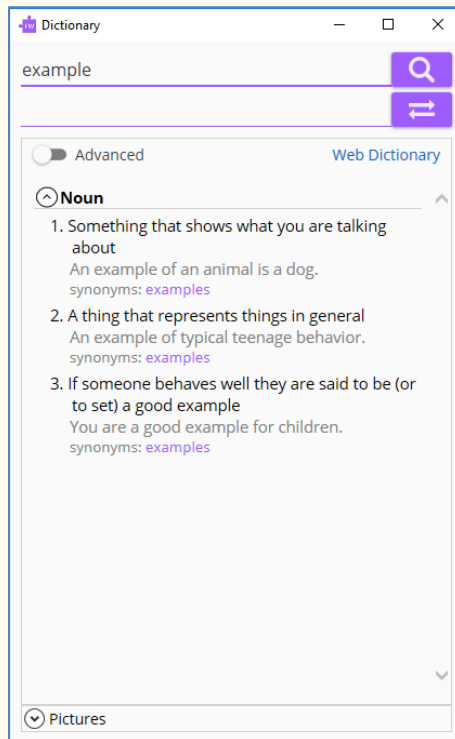 Dictionary
example
Advanced
Web Dictionary
Noun
1. Something that shows what you are talking
about
An example of an animal is a dog.
synonyms: examples
2. A thing that represents things in general
An example of typical teenage behavior.
synonyms: examples
3. If someone behaves well they are said to be (or
to set) a good example
You are a good example for children.
synonyms: examples
Pictures